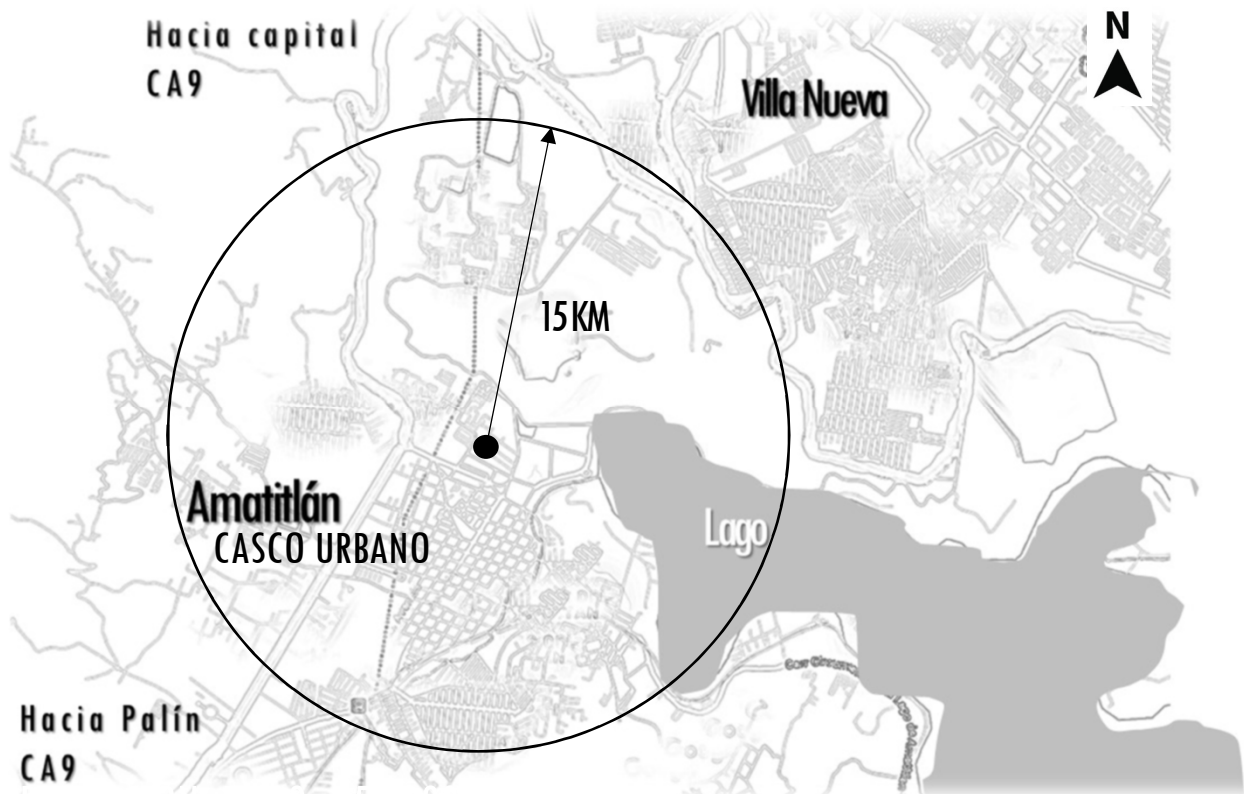 Hacia capital
CA9
N
Villa Nueva
15KM
Amatitlán
CASCO URBANO
Lago
Hacia Palín
CA9